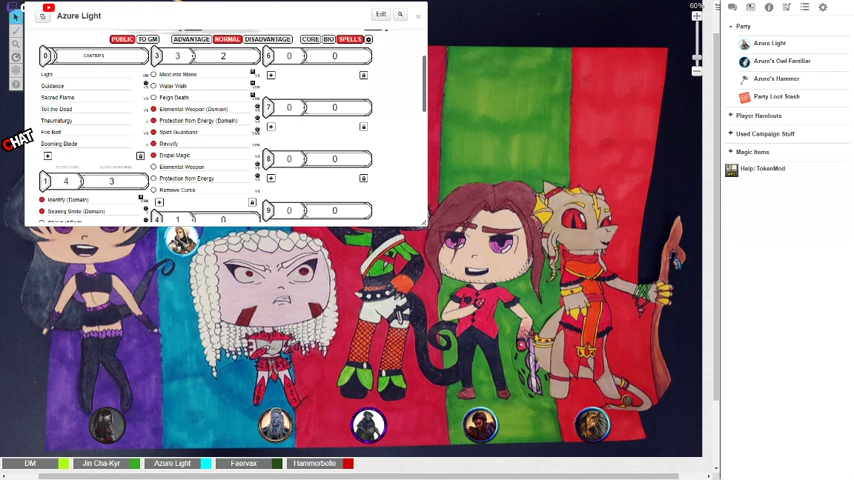 60%
Azure Light
Edit
PUBLIC TO GM ADVANTAGE NORMAL DISADVANTAGE CORE BIO SPELLS
0 CANTRIPS 3 3 2 6 0 0
Light
Guidance
Sacred Flame
Toll the Dead
Thaumaturgy
Fire Bolt
Booming Blade
1 4 3
Identify (Domain)
Searing Smite (Domain)
Meld into Stone
Water Walk
Feign Death
Elemental Weapon (Domain)
Protection from Energy (Domain)
Spirit Guardians
Revivify
Dispel Magic
Elemental Weapon
Protection from Energy
Remove Curse
4 1 0
7 0 0
8 0 0
9 0 0
CHAT
Party
Azure Light
Azure's Owl Familiar
Azure's Hammer
Party Loot Stash
Player Handouts
Used Campaign Stuff
Magic Items
Help: TokenMod
DM
Jin Cha-Kyr
Azure Light
Faervax
Hammerbolle